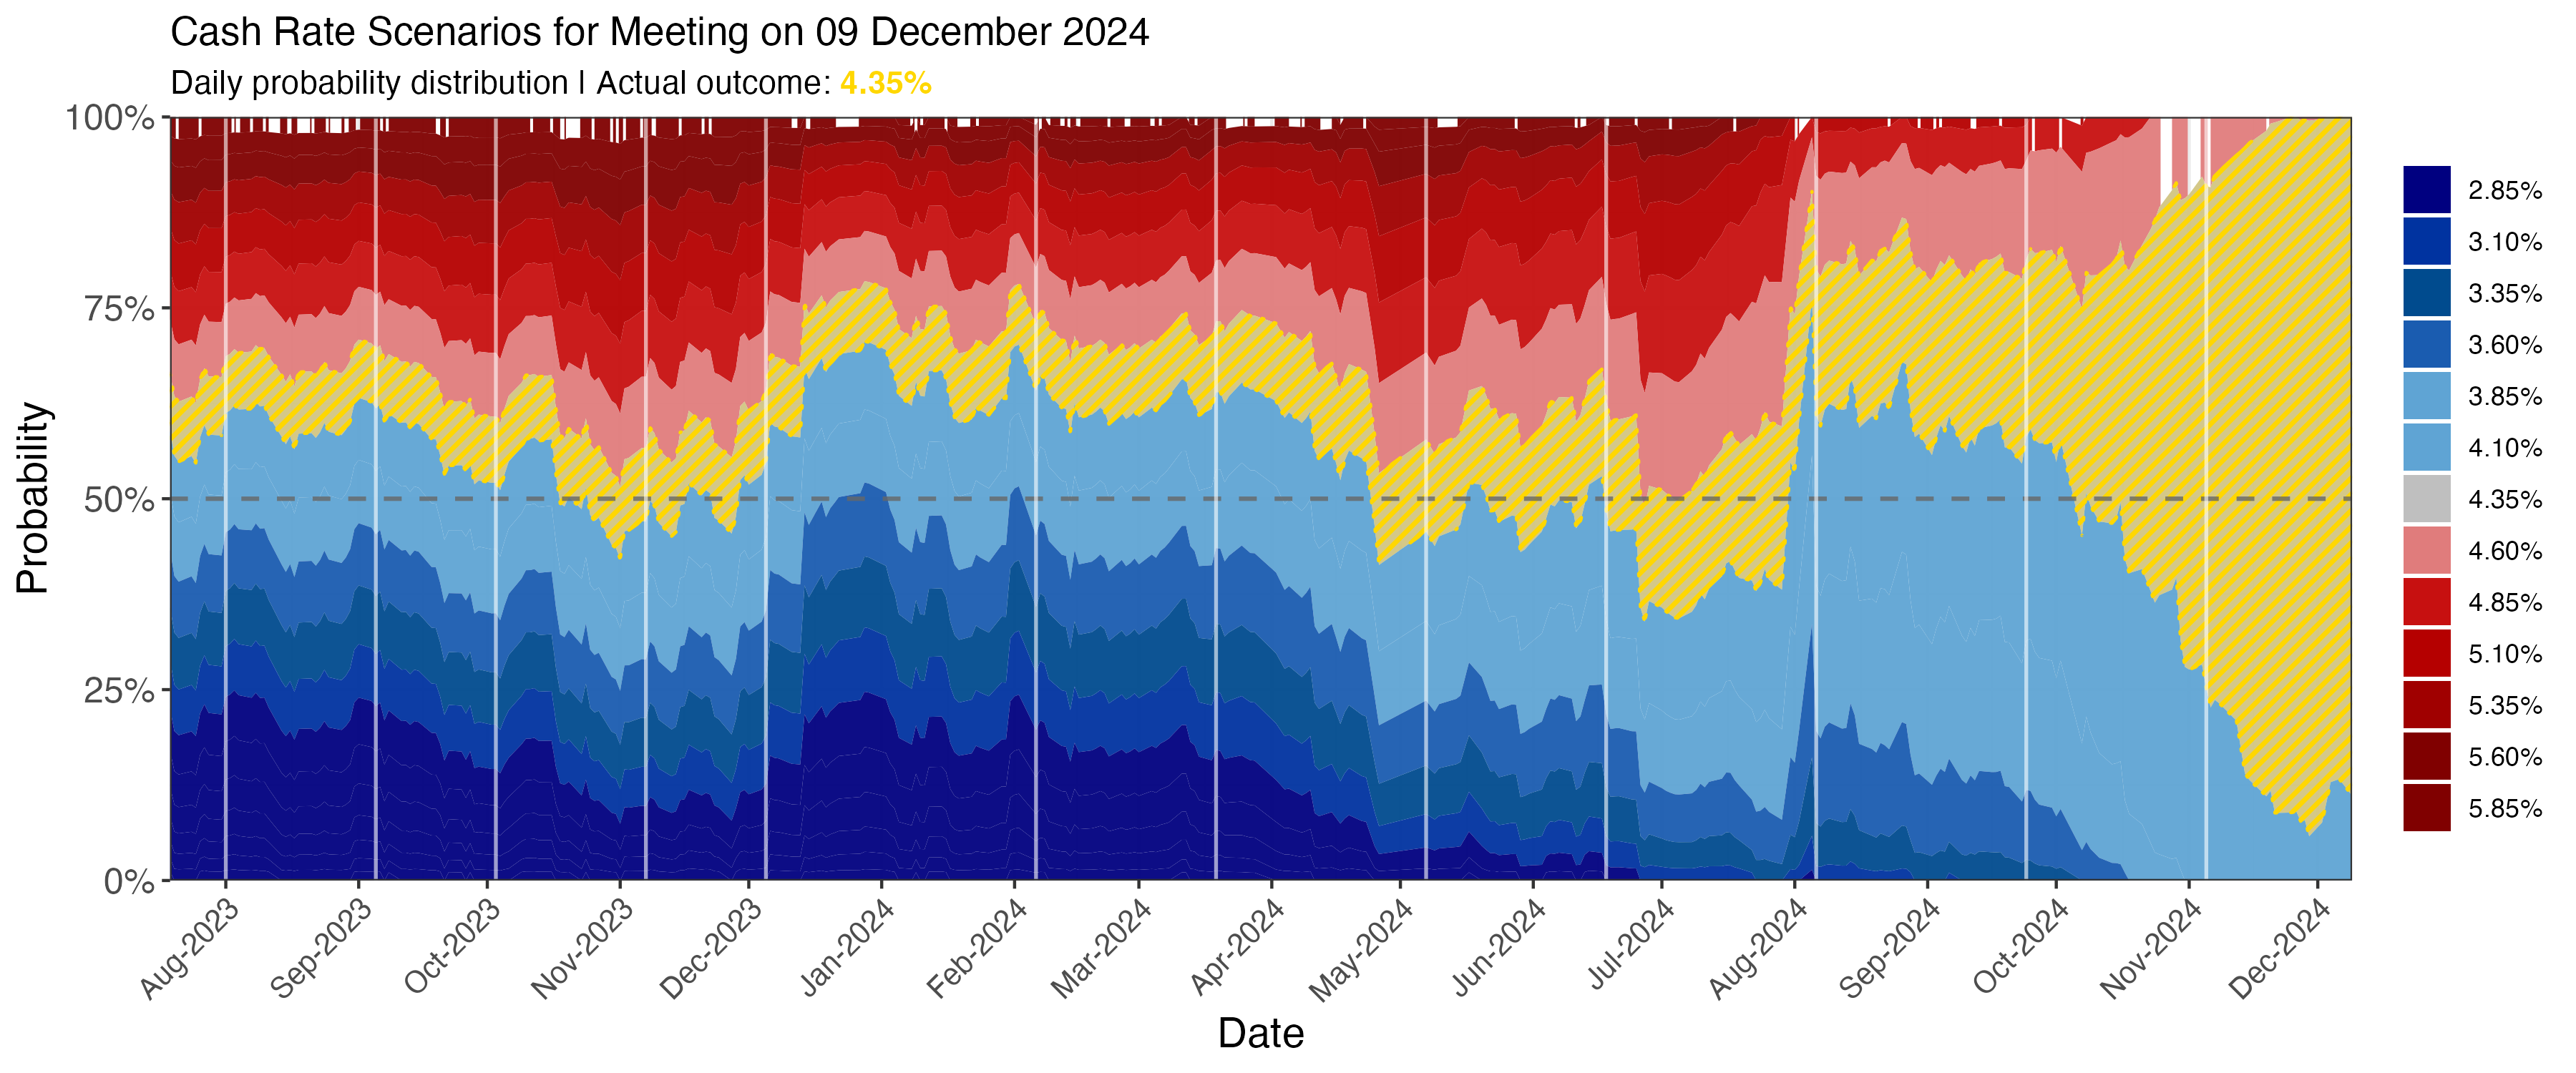 Cash Rate Scenarios for Meeting on 09 December 2024
Daily probability distribution | Actual outcome: 4.35%
Probability
100%
75%
50%
25%
0%
Aug-2023
Sep-2023
Oct-2023
Nov-2023
Dec-2023
Jan-2024
Feb-2024
Mar-2024
Apr-2024
May-2024
Jun-2024
Jul-2024
Aug-2024
Sep-2024
Oct-2024
Nov-2024
Dec-2024
Date
2.85%
3.10%
3.35%
3.60%
3.85%
4.10%
4.35%
4.60%
4.85%
5.10%
5.35%
5.60%
5.85%